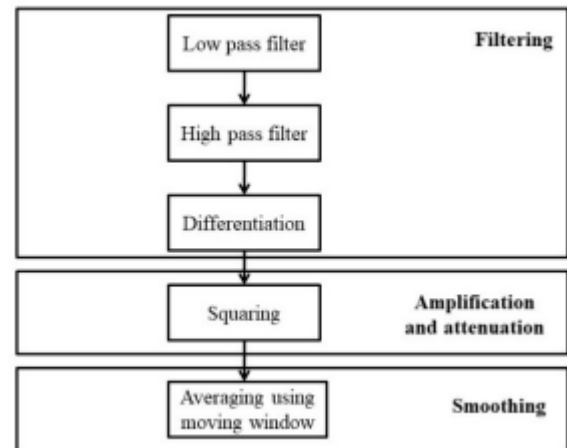 Low pass filter
Filtering
High pass filter
Differentiation
Squaring
Amplification
and attenuation
Averaging using
moving window
Smoothing